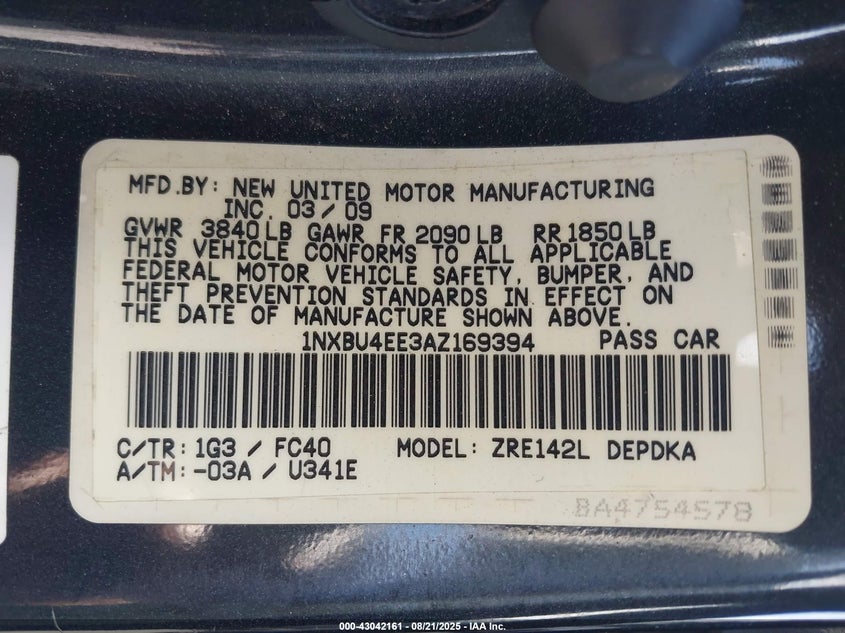 MFD.BY: NEW UNITED MOTOR MANUFACTURING
INC. 03/09
GVWR 3840 LB GAWR FR 2090 LB RR 1850 LB
THIS VEHICLE CONFORMS TO ALL APPLICABLE
FEDERAL MOTOR VEHICLE SAFETY, BUMPER, AND
THEFT PREVENTION STANDARDS IN EFFECT ON
THE DATE OF MANUFACTURE SHOWN ABOVE.
1NXBU4EE3AZ169394 PASS CAR
C/TR: 1G3 / FC40 MODEL: ZRE142L DEPDKA
A/TM: -03A / U341E
BA4754578
000-43042161 - 08/21/2025 - IAA Inc.